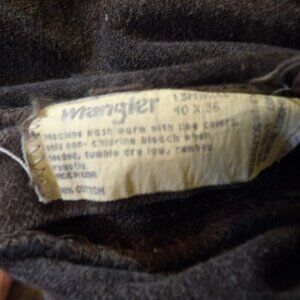 Wrangler
40 X 36
Machine wash warm with like colors,
only non-chlorine bleach when
needed, tumble dry low, remove
promptly.
COTTON